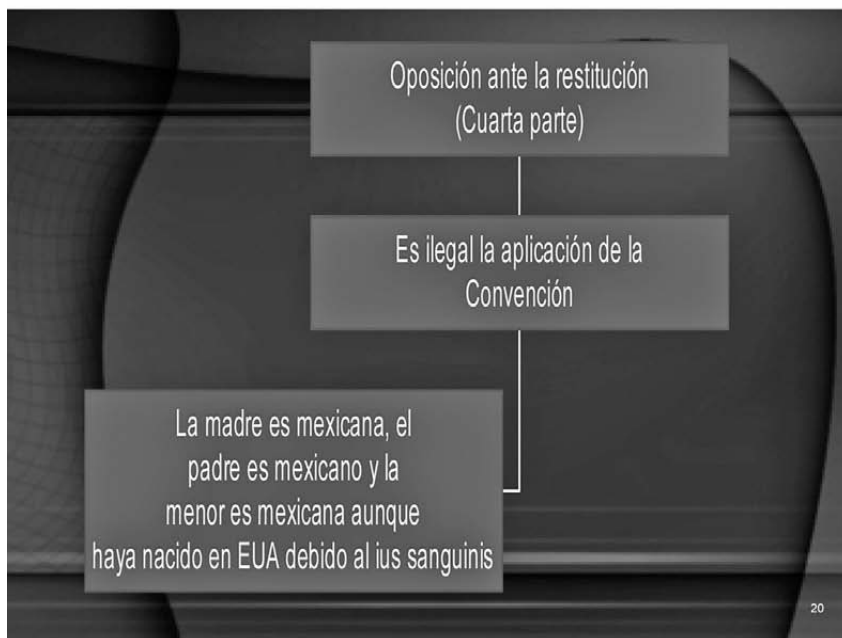 Oposición ante la restitución
(Cuarta parte)
Es ilegal la aplicación de la
Convención
La madre es mexicana, el
padre es mexicano y la
menor es mexicana aunque
haya nacido en EUA debido al ius sanguinis
20